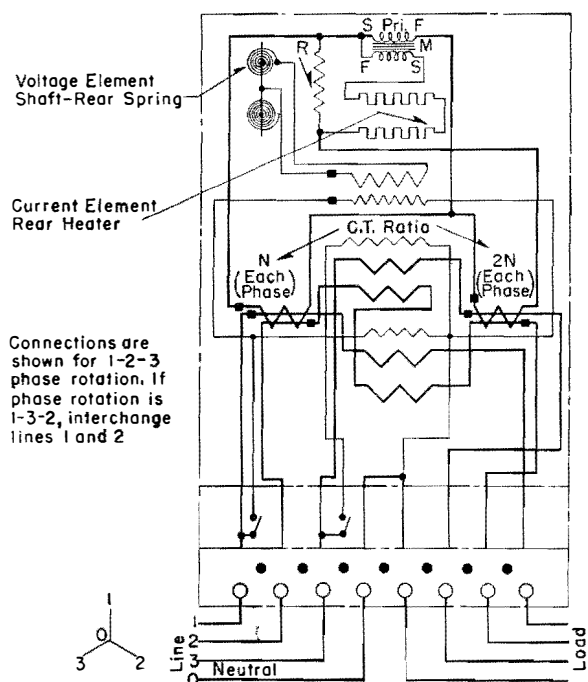 S Pri. F
R
M
F S
Voltage Element
Shaft-Rear Spring
Current Element
Rear Heater
C.T. Ratio
N
(Each
Phase)
2N
(Each
Phase)
Connections are
shown for 1-2-3
phase rotation. If
phase rotation is
1-3-2, interchange
lines 1 and 2
1
0
3 2
Line
1
2
3
Neutral
0
Load